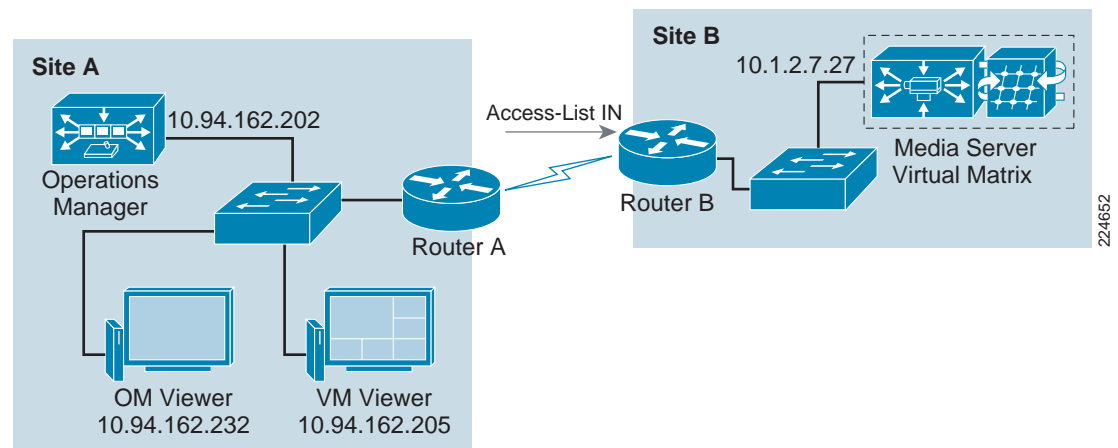 Site A
10.94.162.202
Operations
Manager
Router A
OM Viewer
10.94.162.232
VM Viewer
10.94.162.205
Access-List IN
Site B
10.1.2.7.27
Router B
Media Server
Virtual Matrix
224652